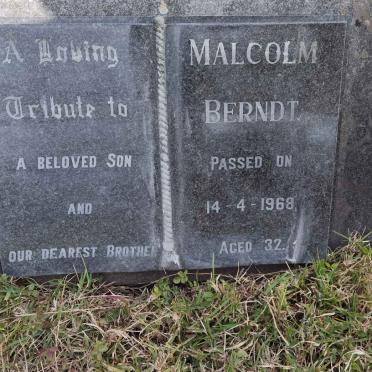 A Loving
Tribute to
A BELOVED SON
AND
OUR DEAREST BROTHER
MALCOLM
BERNDT.
PASSED ON
14-4-1968
AGED 32.